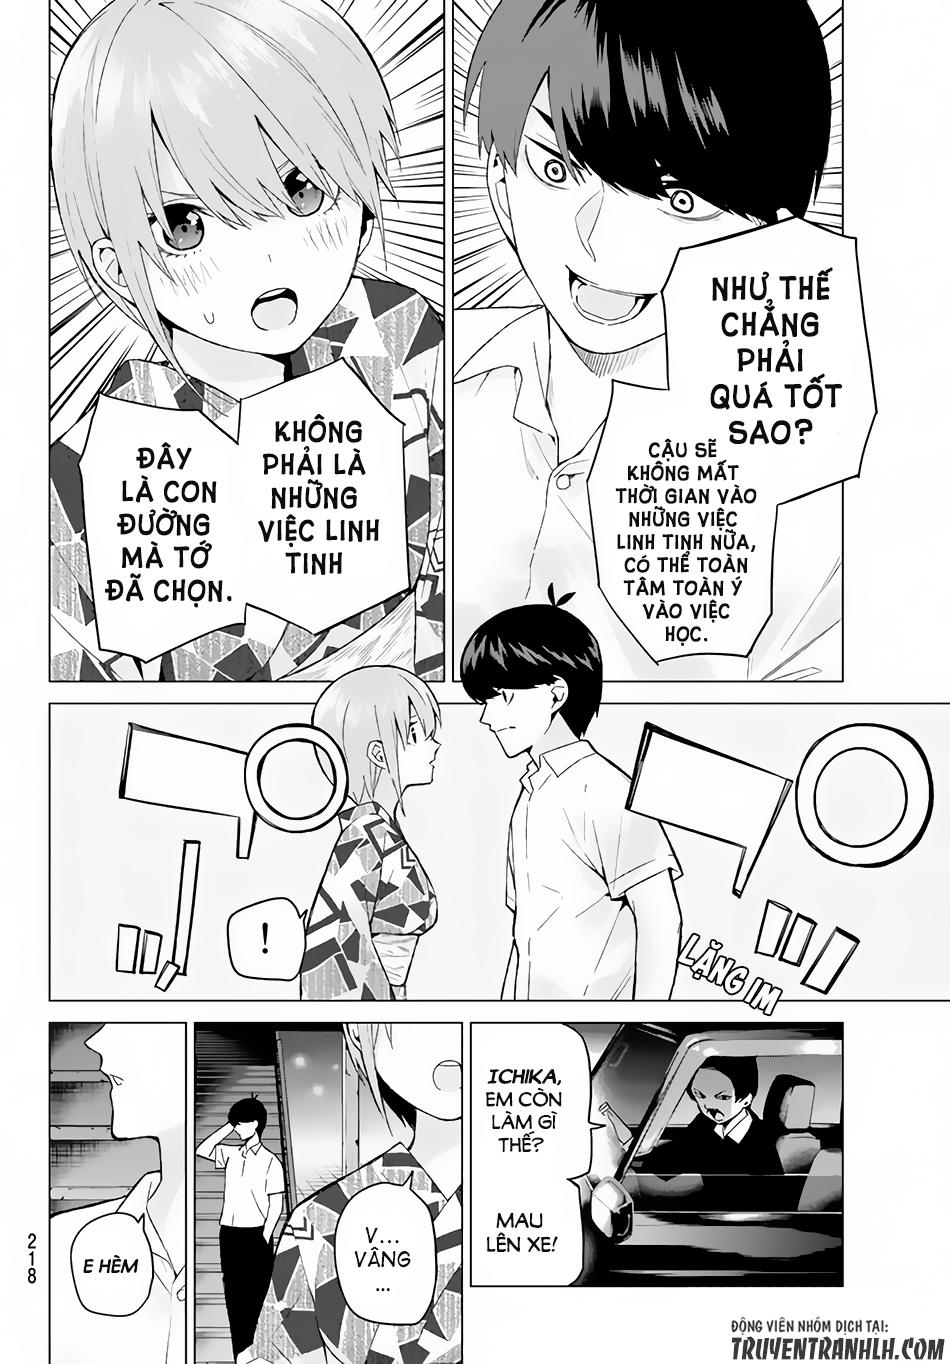 NHƯ THẾ
CHẲNG
PHẢI
QUÁ TỐT
SAO?
CẬU SẼ
KHÔNG MẤT
THỜI GIAN VÀO
NHỮNG VIỆC
LINH TINH NỮA,
CÓ THỂ TOÀN
TÂM TOÀN Ý
VÀO VIỆC
HỌC.
KHÔNG
PHẢI LÀ
NHỮNG
VIỆC LINH
TINH
ĐÂY
LÀ CON
ĐƯỜNG
MÀ TỚ
ĐÃ CHỌN.
LẶNG IM
!
ICHIKA,
EM CÒN
LÀM GÌ
THẾ?
MAU
LÊN XE!
V...
VÂNG
...
E HÈM
218
ĐỘNG VIÊN NHÓM DỊCH TẠI:
TRUYENTRANHLH.COM